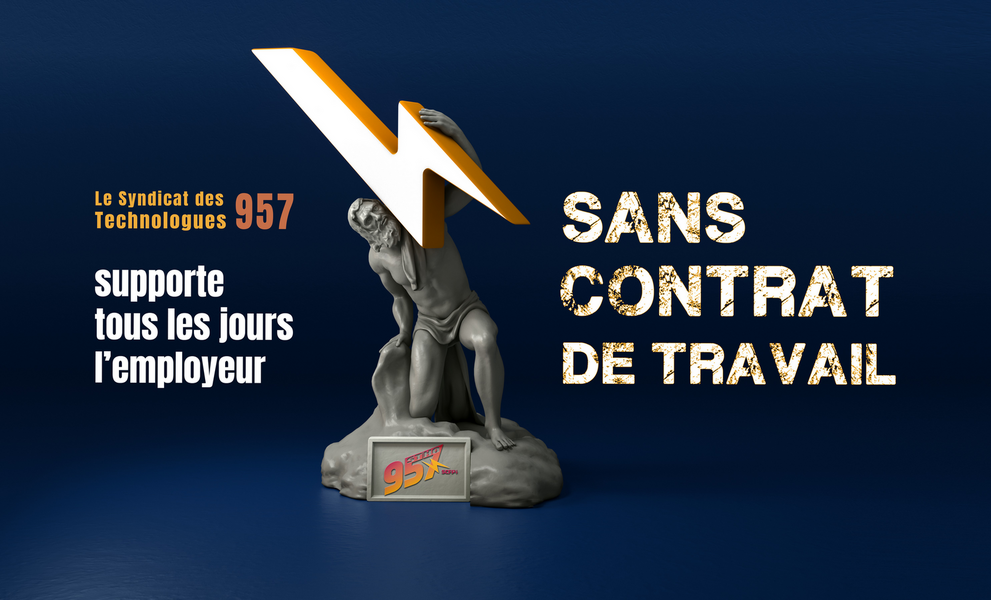 Le Syndicat des
Technologues 957
supporte
tous les jours
l'employeur
SANS
CONTRAT
DE TRAVAIL
957